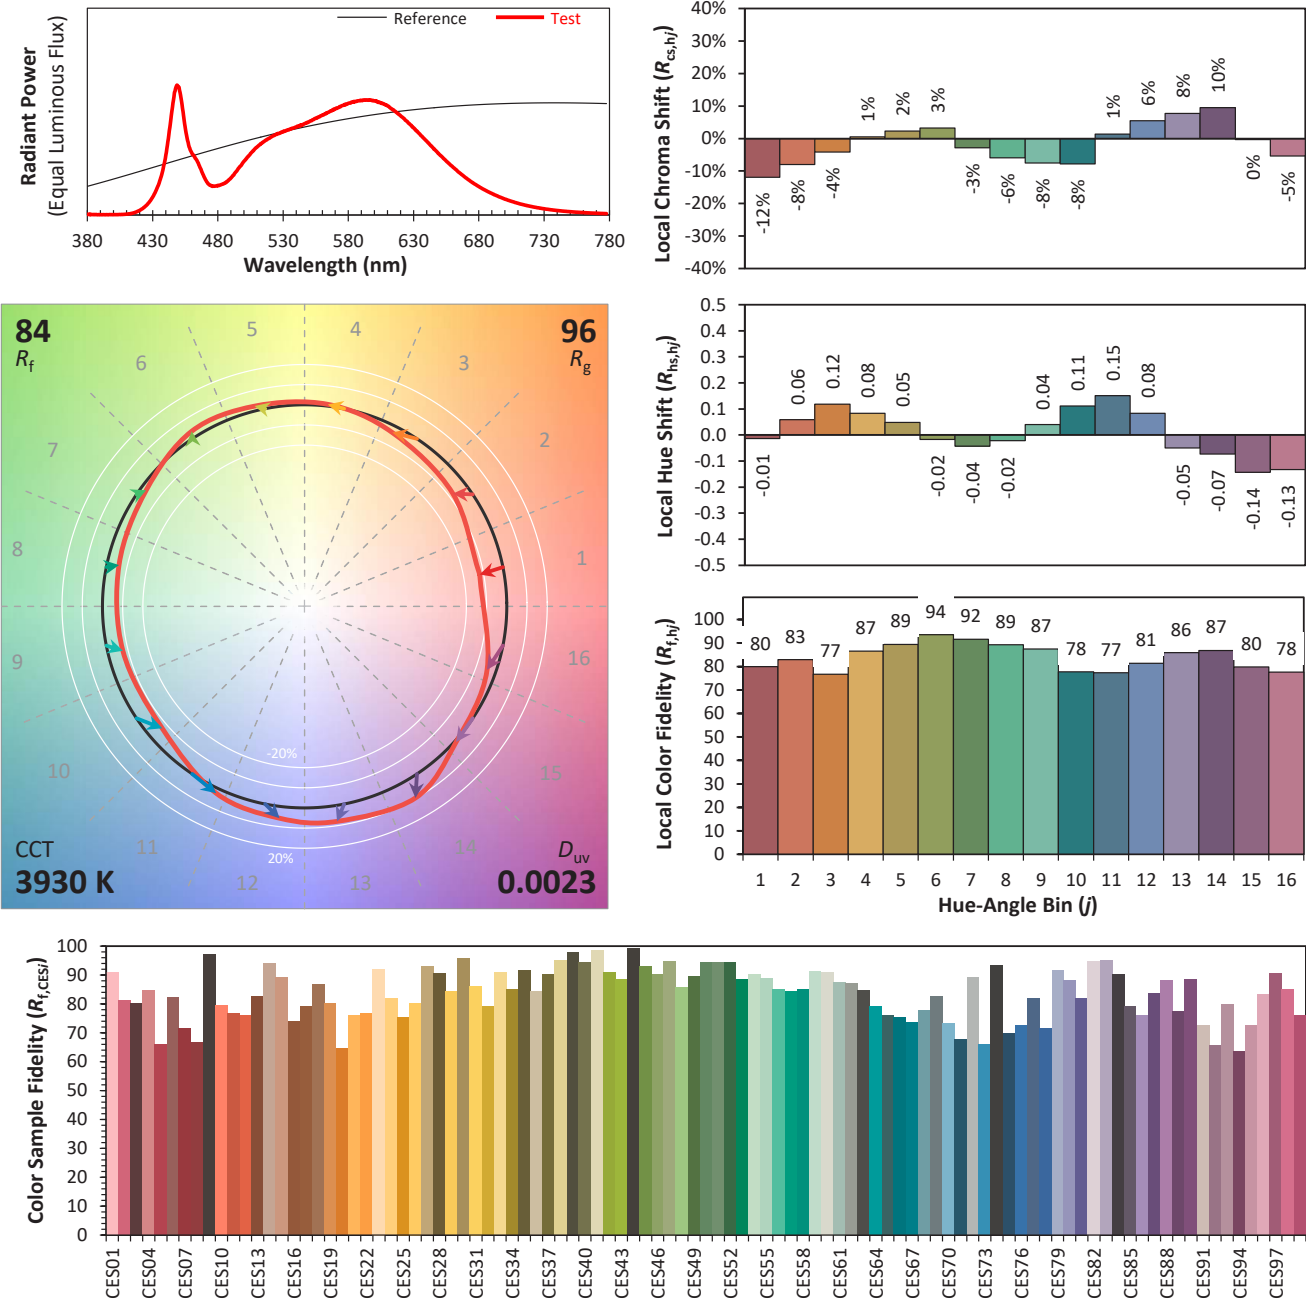 Radiant Power
(Equal Luminous Flux)
Reference
Test
380 430 480 530 580 630 680 730 780
Wavelength (nm)
Local Chroma Shift (Rcs,hj)
40%
30%
20%
10%
0%
-10%
-20%
-30%
-40%
-12% -8% -4% 1% 2% 3% -3% -6% -8% -8% 1% 6% 8% 10% 0% -5%
84
Rf
96
Rg
1 2 3 4 5 6 7 8 9 10 11 12 13 14 15 16
-20%
20%
CCT
3930 K
Duv
0.0023
Local Hue Shift (Rhs,hj)
0.5
0.4
0.3
0.2
0.1
0.0
-0.1
-0.2
-0.3
-0.4
-0.5
-0.01 0.06 0.12 0.08 0.05 -0.02 -0.04 -0.02 0.04 0.11 0.15 0.08 -0.05 -0.07 -0.14 -0.13
Local Color Fidelity (Rf,hj)
100
90
80
70
60
50
40
30
20
10
0
80 83 77 87 89 94 92 89 87 78 77 81 86 87 80 78
1 2 3 4 5 6 7 8 9 10 11 12 13 14 15 16
Hue-Angle Bin (j)
Color Sample Fidelity (Rf,CESi)
100
90
80
70
60
50
40
30
20
10
0
CES01 CES04 CES07 CES10 CES13 CES16 CES19 CES22 CES25 CES28 CES31 CES34 CES37 CES40 CES43 CES46 CES49 CES52 CES55 CES58 CES61 CES64 CES67 CES70 CES73 CES76 CES79 CES82 CES85 CES88 CES91 CES94 CES97